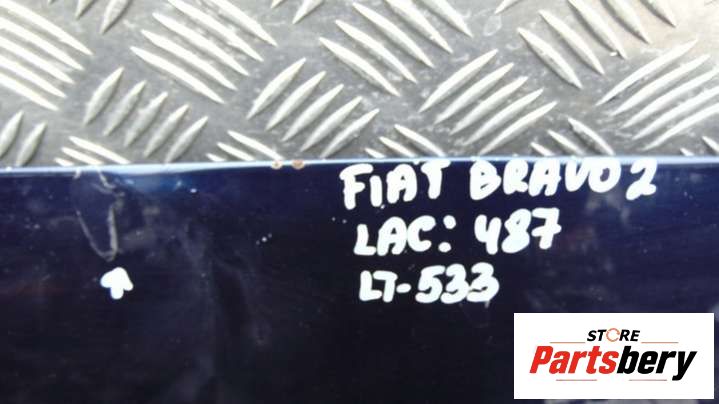 FIAT BRAVO 2
LAC: 487
LT-533
STORE
Partsbery